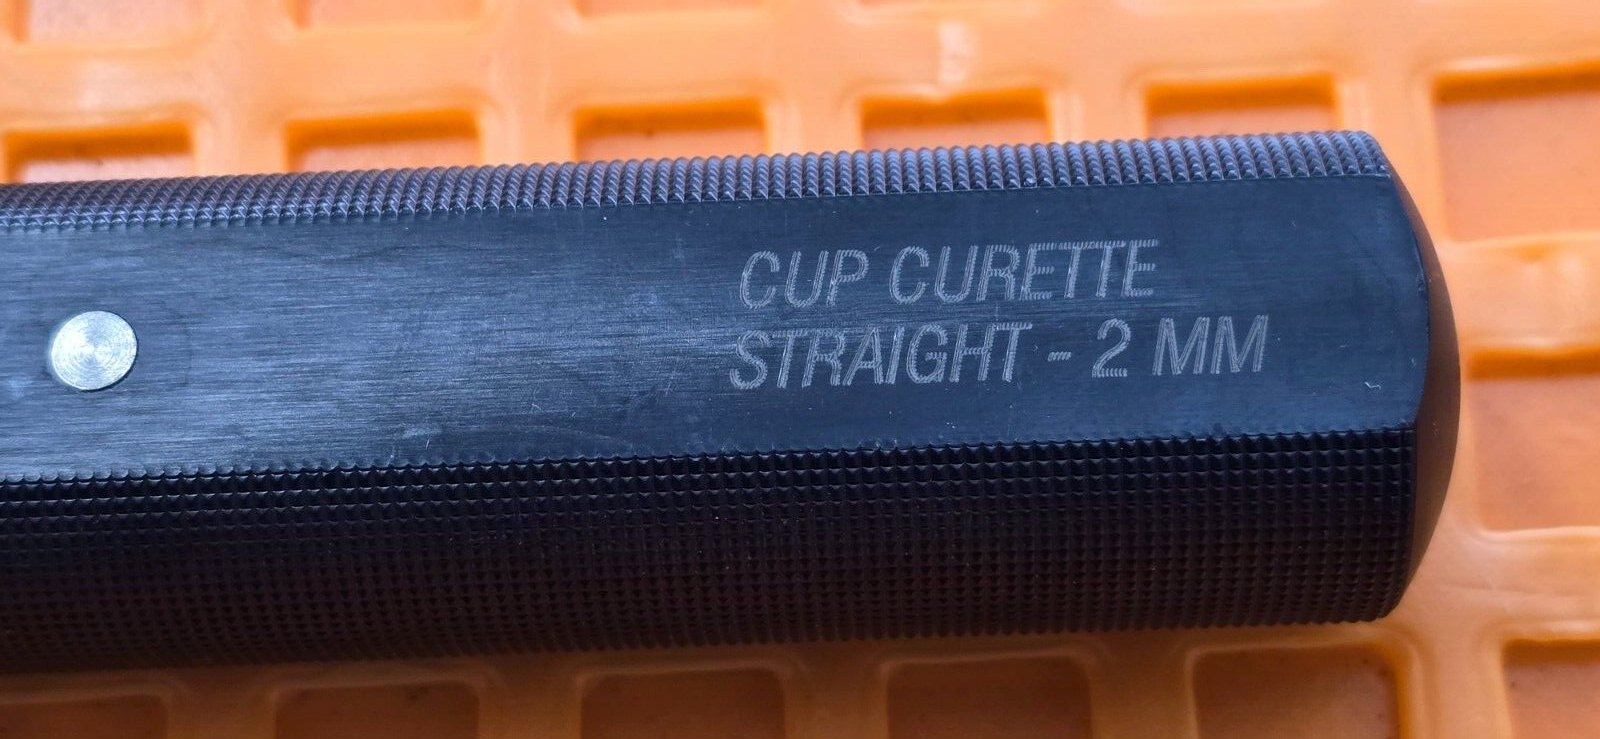 CUP CURETTE
STRAIGHT - 2 MM